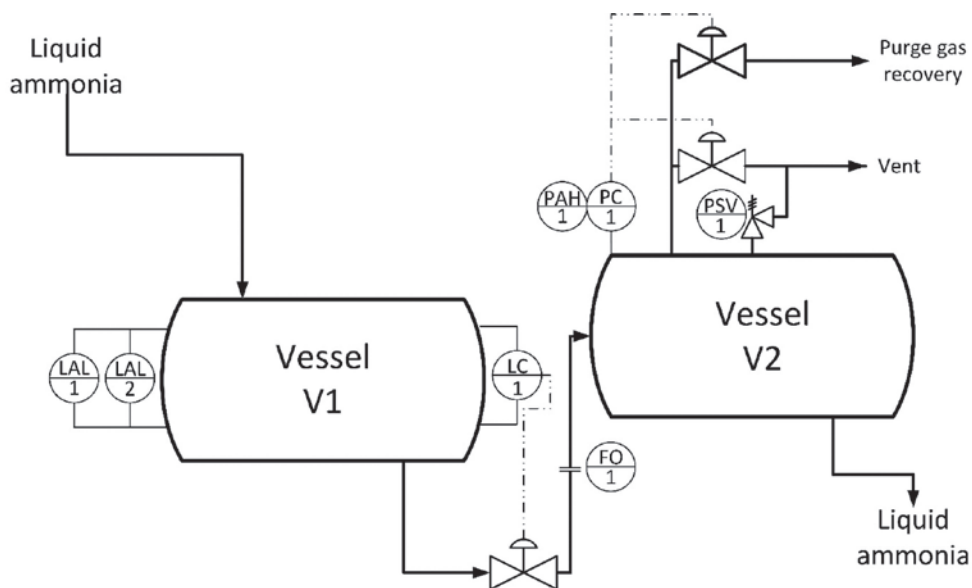 Liquid
ammonia
Purge gas
recovery
Vent
PAH
1
PC
1
PSV
1
Vessel
V2
Vessel
V1
LAL
1
LAL
2
LC
1
FO
1
Liquid
ammonia